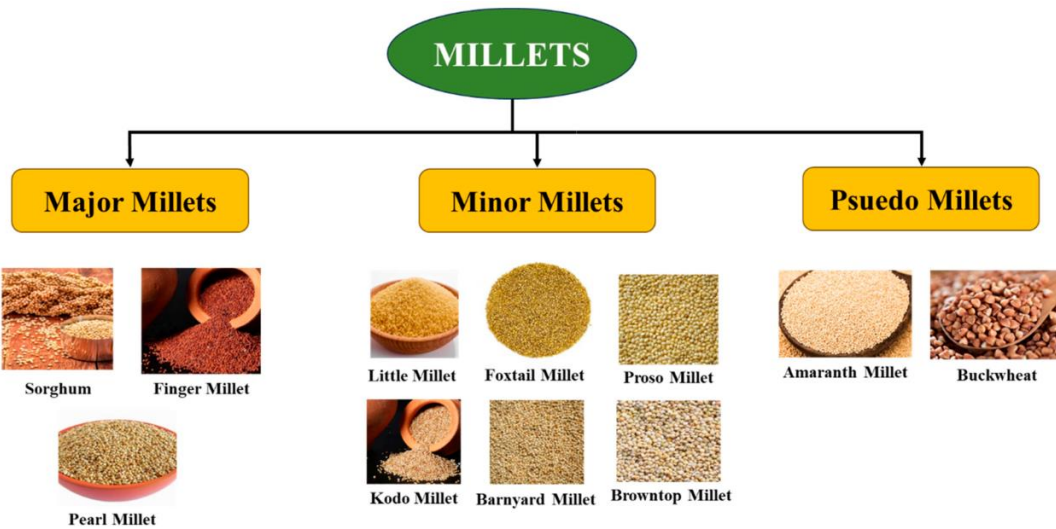 MILLETS
Major Millets
Minor Millets
Psuedo Millets
Sorghum
Finger Millet
Pearl Millet
Little Millet
Foxtail Millet
Proso Millet
Kodo Millet
Barnyard Millet
Browntop Millet
Amaranth Millet
Buckwheat